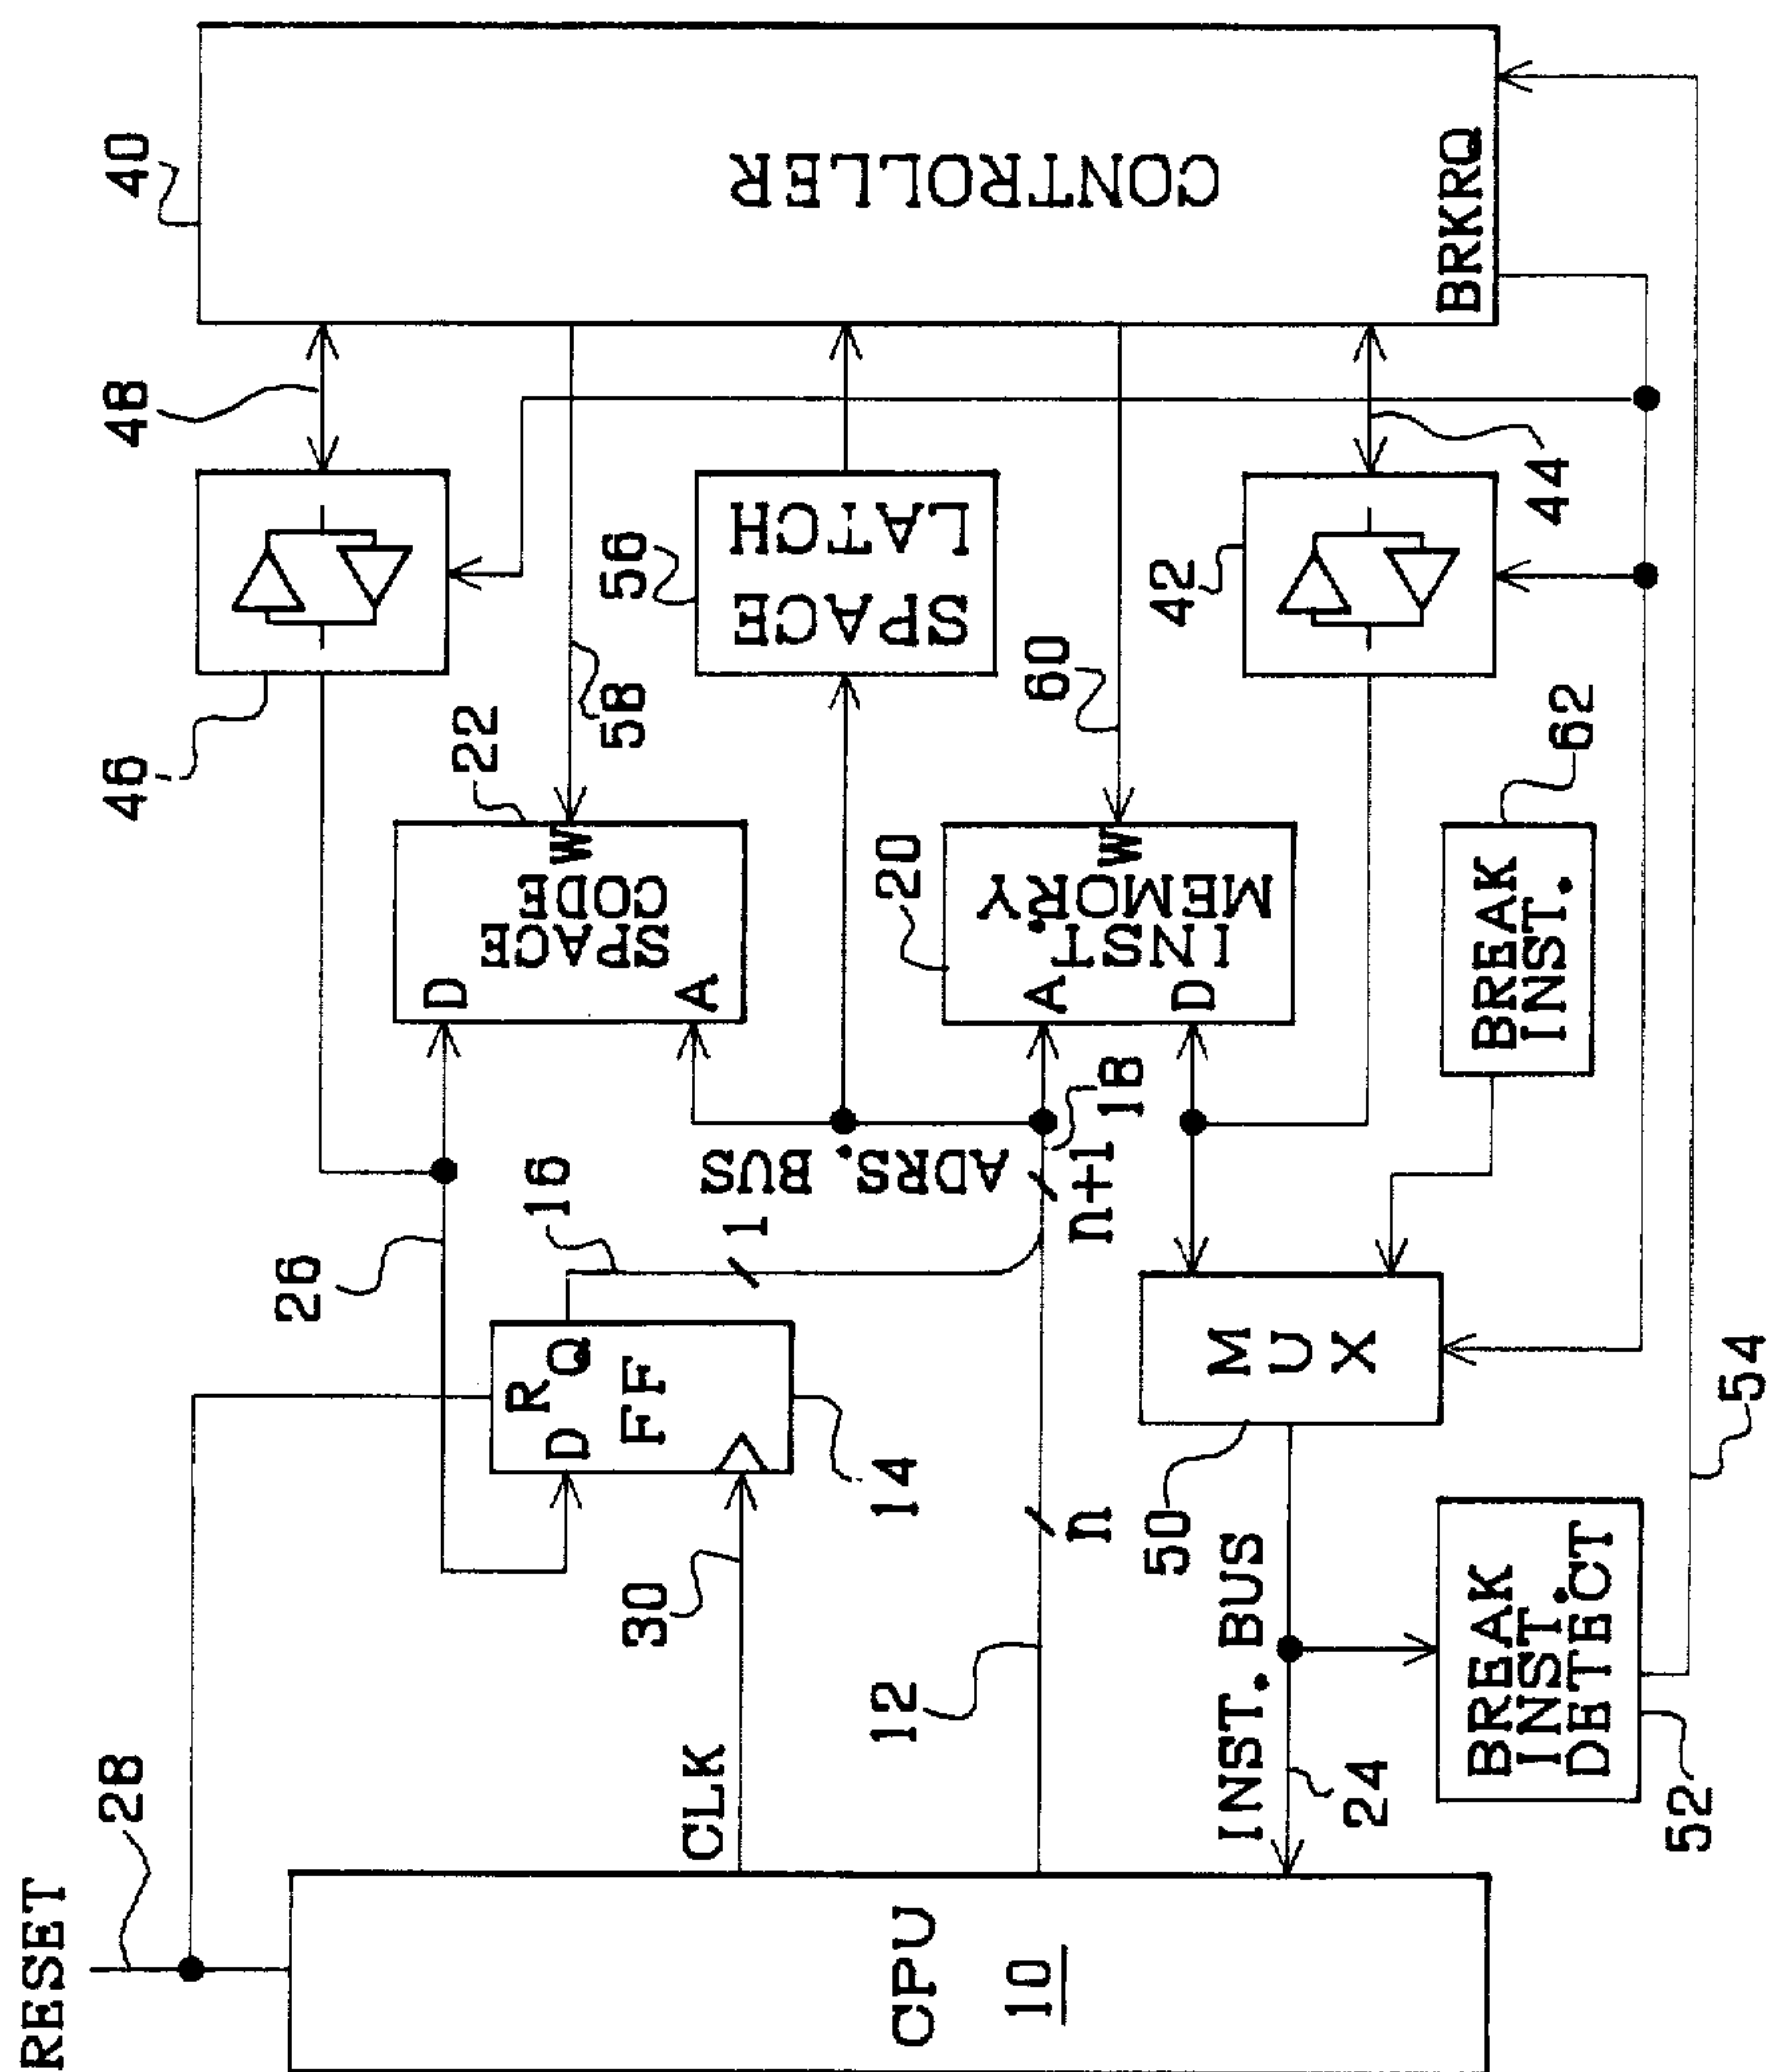 RESET
28
CPU
10
CLK
30
12
n
INST. BUS
24
BREAK
INST.
DETECT
52
54
26
R
D Q
FF
14
16
1
ADRS. BUS
n+1
18
MUX
50
D
SPACE
CODE
W
A
22
A
INST.
MEMORY
W
D
20
BREAK
INST.
62
46
48
58
SPACE
LATCH
56
60
42
44
CONTROLLER
40
BRKRQ